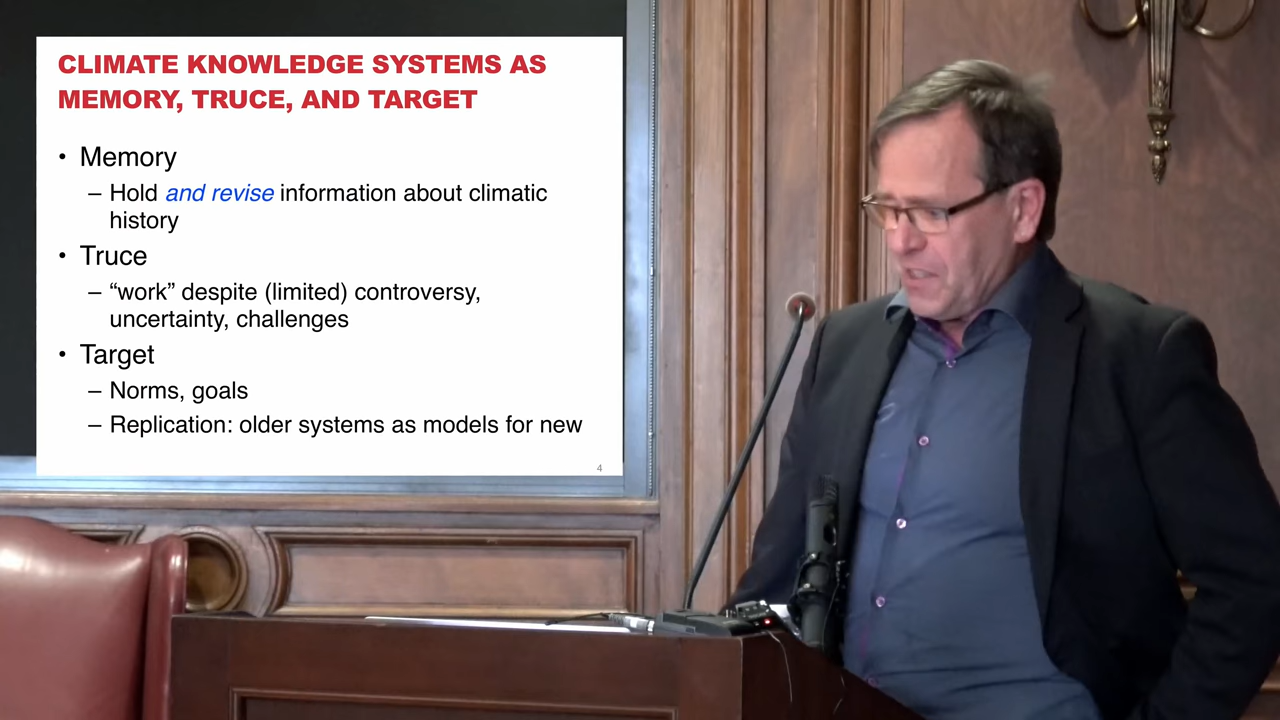 CLIMATE KNOWLEDGE SYSTEMS AS
MEMORY, TRUCE, AND TARGET
• Memory
– Hold and revise information about climatic
history
• Truce
– “work” despite (limited) controversy,
uncertainty, challenges
• Target
– Norms, goals
– Replication: older systems as models for new
4